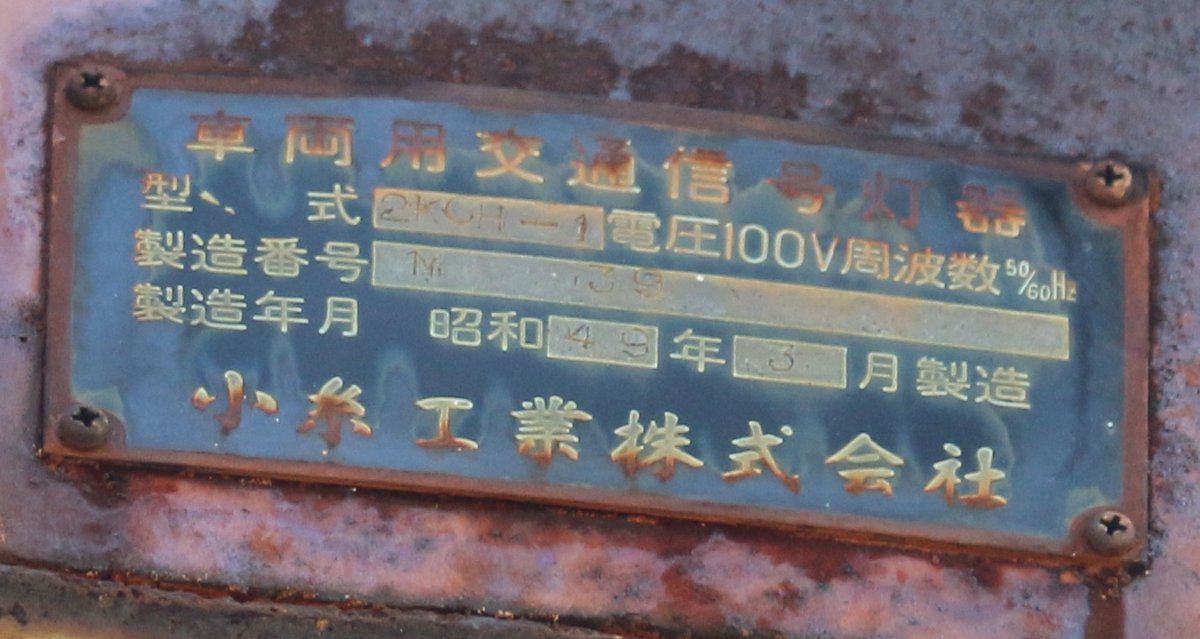 車両用交通信号灯器
型式 2KCH-1 電圧100V周波数50/60Hz
製造番号 № 39
製造年月 昭和49年3月製造
小糸工業株式会社